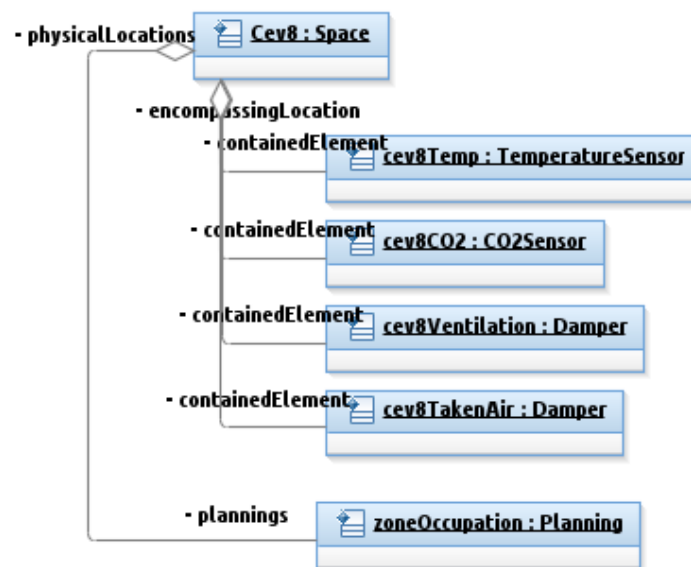 - physicalLocations
Cev8 : Space
- encompassingLocation
- containedElement
cev8Temp : TemperatureSensor
- containedElement
cev8CO2 : CO2Sensor
- containedElement
cev8Ventilation : Damper
- containedElement
cev8TakenAir : Damper
- plannings
zoneOccupation : Planning